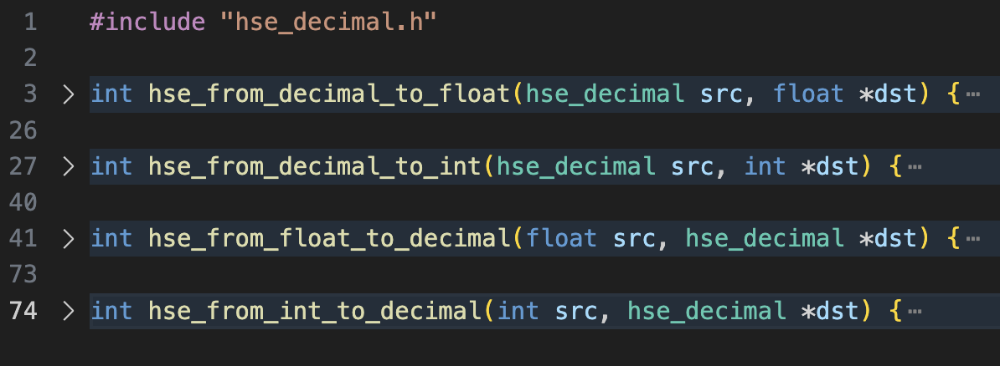 1 #include "hse_decimal.h"
2
3 > int hse_from_decimal_to_float(hse_decimal src, float *dst) {⋯
26
27 > int hse_from_decimal_to_int(hse_decimal src, int *dst) {⋯
40
41 > int hse_from_float_to_decimal(float src, hse_decimal *dst) {⋯
73
74 > int hse_from_int_to_decimal(int src, hse_decimal *dst) {⋯